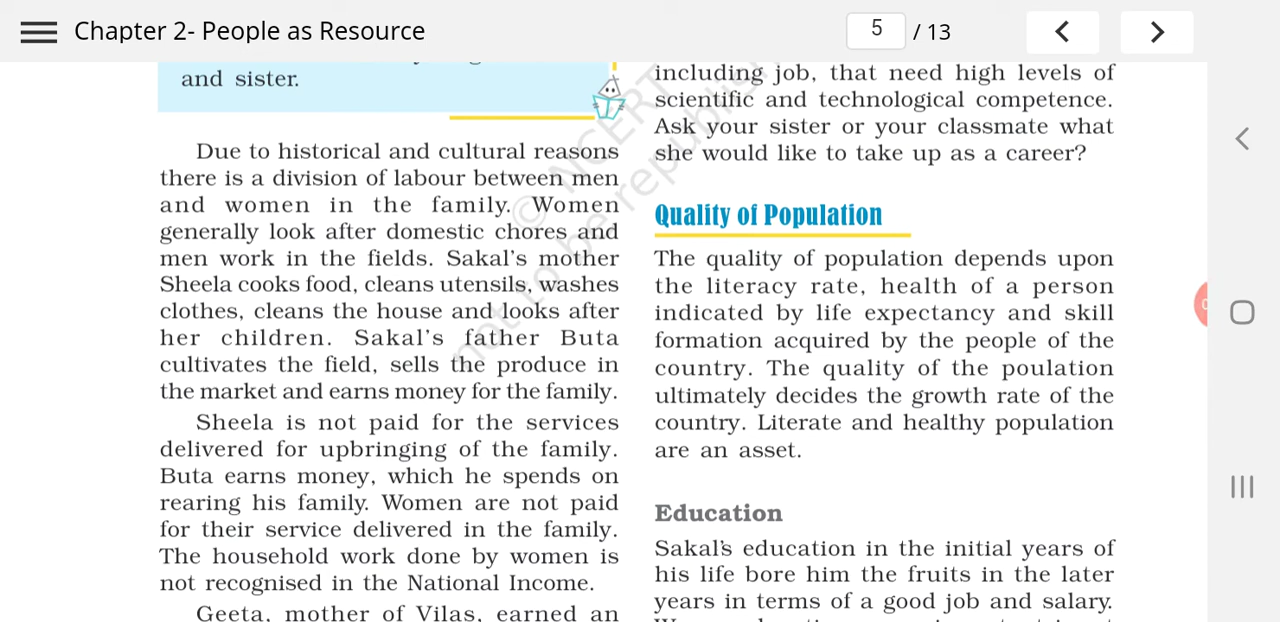 Chapter 2- People as Resource
5
/ 13
and sister.
Due to historical and cultural reasons
there is a division of labour between men
and women in the family. Women
generally look after domestic chores and
men work in the fields. Sakal's mother
Sheela cooks food, cleans utensils, washes
clothes, cleans the house and looks after
her children. Sakal's father Buta
cultivates the field, sells the produce in
the market and earns money for the family.
Sheela is not paid for the services
delivered for upbringing of the family.
Buta earns money, which he spends on
rearing his family. Women are not paid
for their service delivered in the family.
The household work done by women is
not recognised in the National Income.
Geeta, mother of Vilas, earned an
including job, that need high levels of
scientific and technological competence.
Ask your sister or your classmate what
she would like to take up as a career?
Quality of Population
The quality of population depends upon
the literacy rate, health of a person
indicated by life expectancy and skill
formation acquired by the people of the
country. The quality of the poulation
ultimately decides the growth rate of the
country. Literate and healthy population
are an asset.
Education
Sakal's education in the initial years of
his life bore him the fruits in the later
years in terms of a good job and salary.
© NCERT
not to be republish